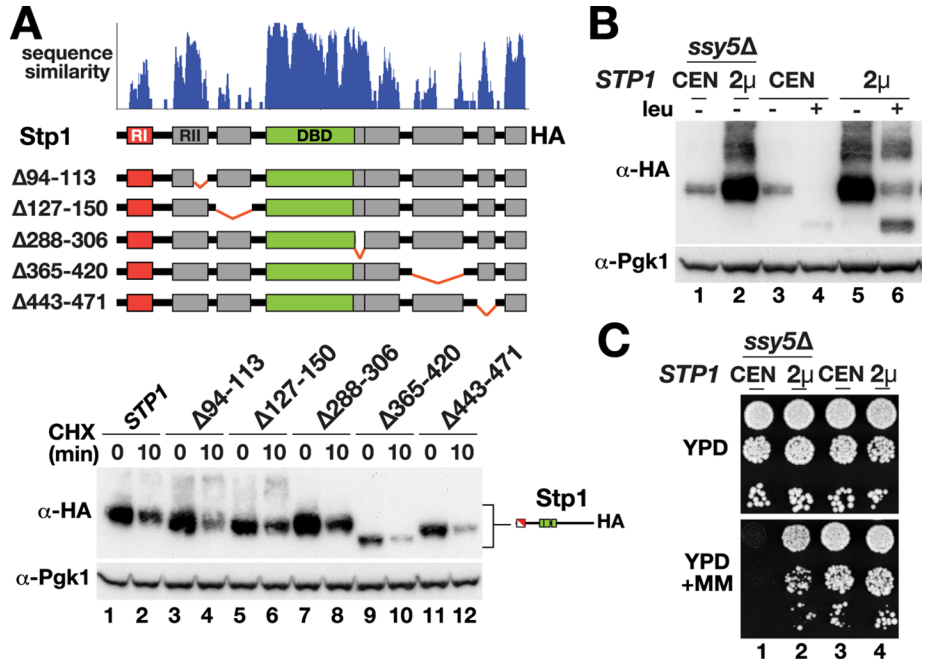 A
sequence
similarity
Stp1 RI RII DBD HA
Δ94-113
Δ127-150
Δ288-306
Δ365-420
Δ443-471
STP1 Δ94-113 Δ127-150 Δ288-306 Δ365-420 Δ443-471
CHX
(min) 0 10 0 10 0 10 0 10 0 10 0 10
α-HA
Stp1
HA
α-Pgk1
1 2 3 4 5 6 7 8 9 10 11 12
B
ssy5Δ
STP1 CEN 2μ CEN 2μ
leu - - - + - +
α-HA
α-Pgk1
1 2 3 4 5 6
C
ssy5Δ
STP1 CEN 2μ CEN 2μ
YPD
YPD
+MM
1 2 3 4